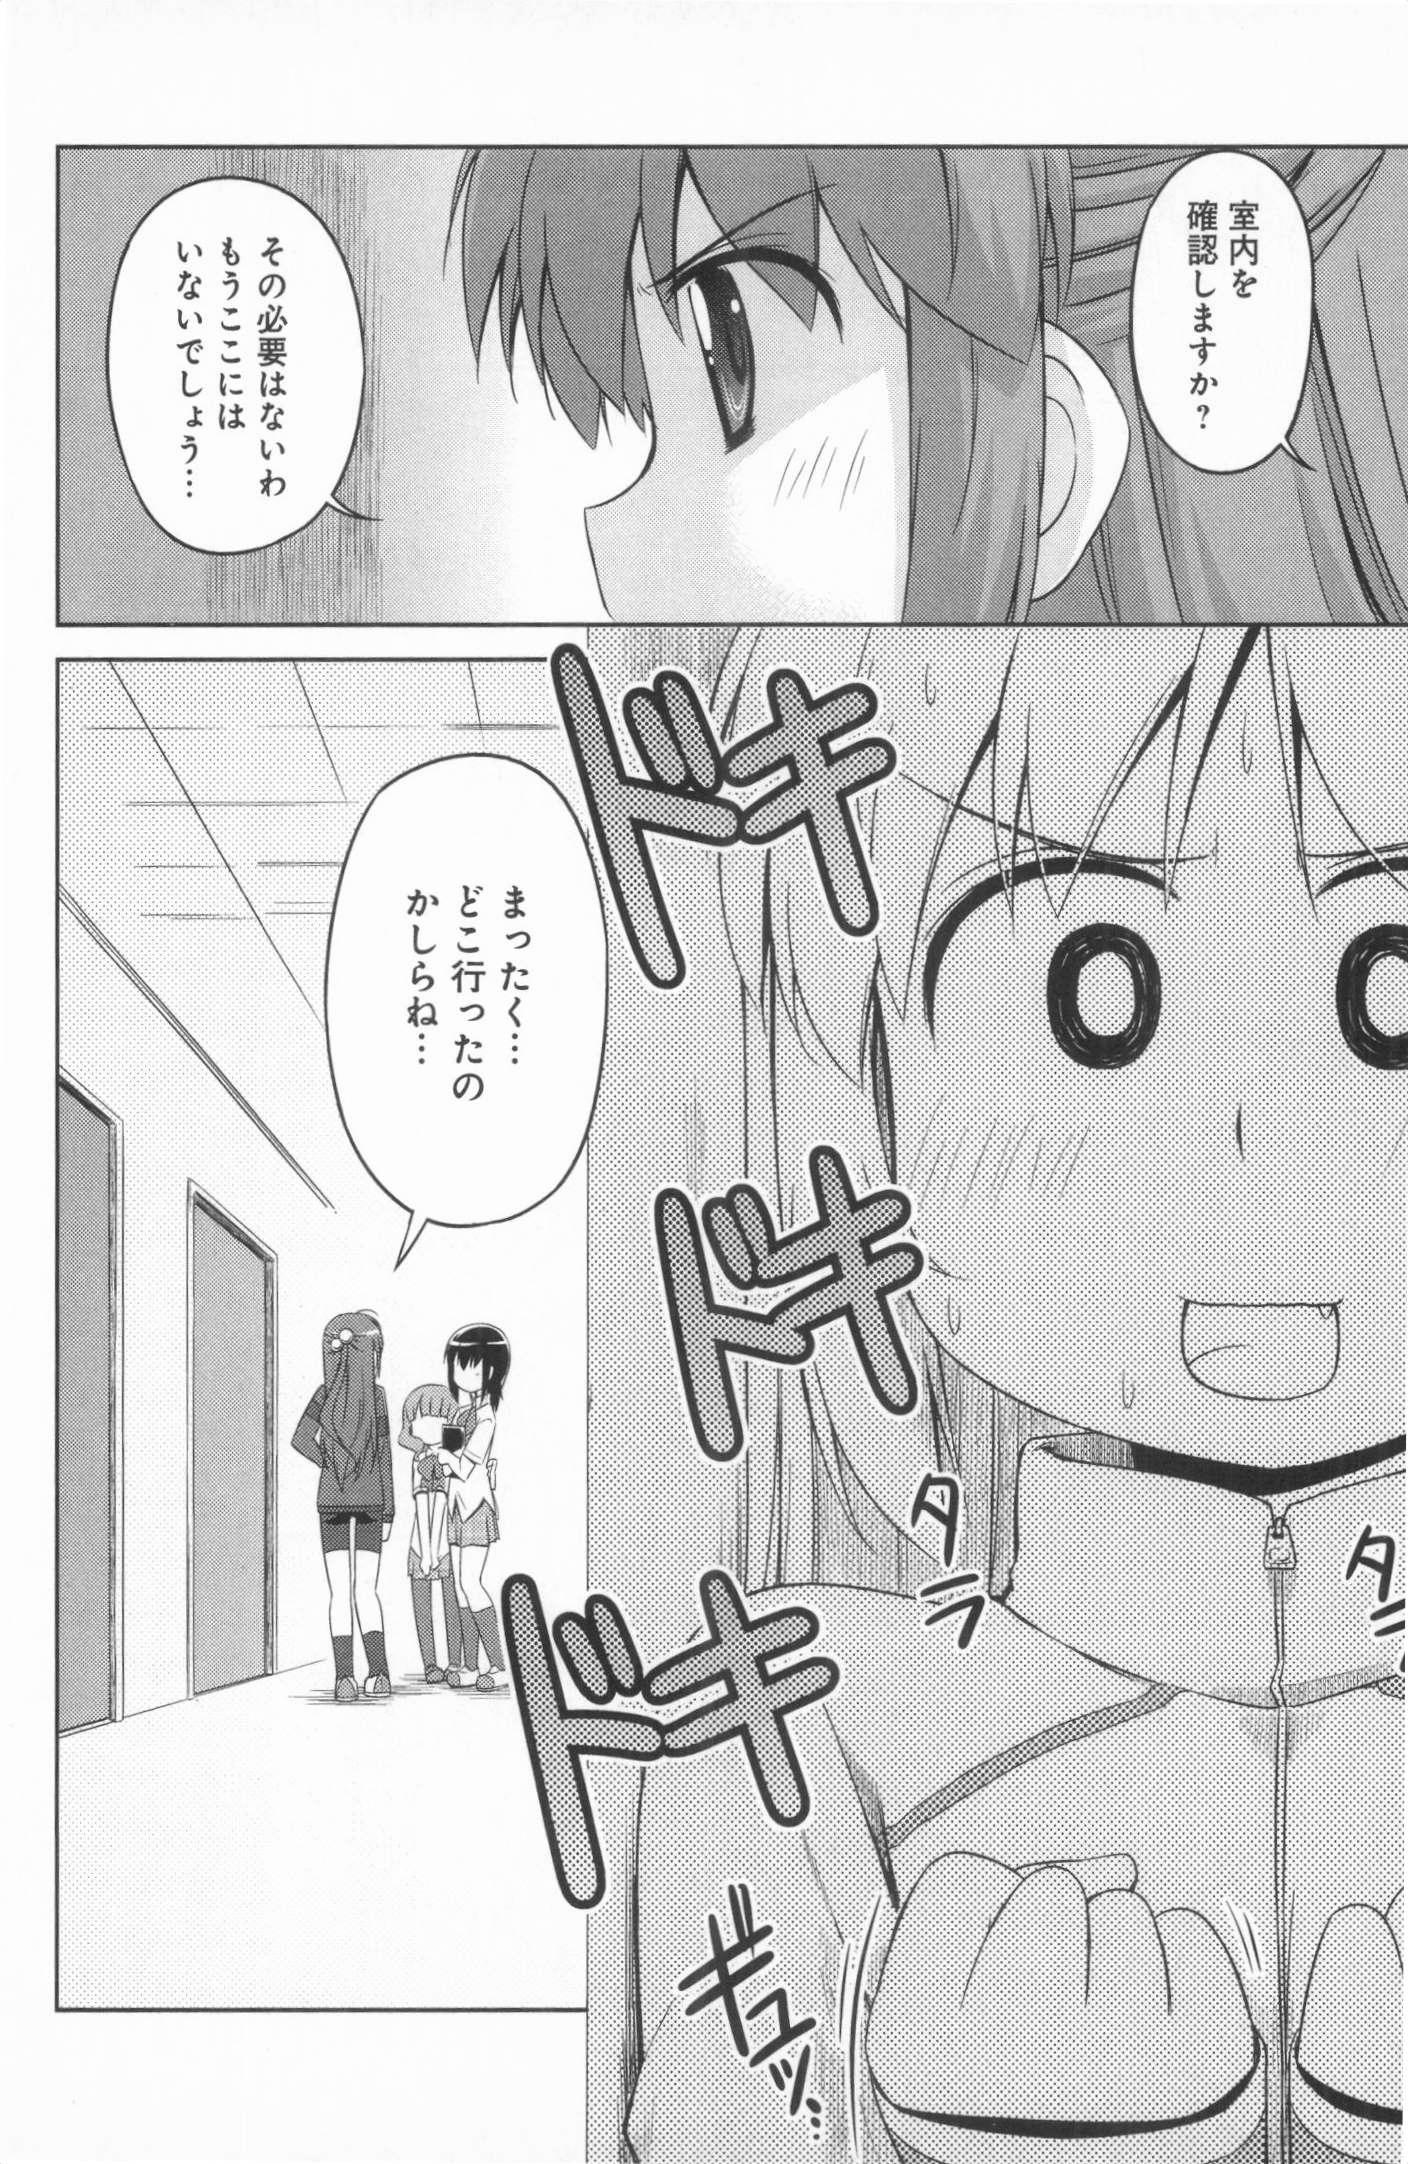 室内を
確認しますか?
その必要はないわ
もうここには
いないでしょう…
ドキ
ドキ
ドキ
タラ
タラ
ギュッ…
まったく…
どこ行ったの
かしらね…